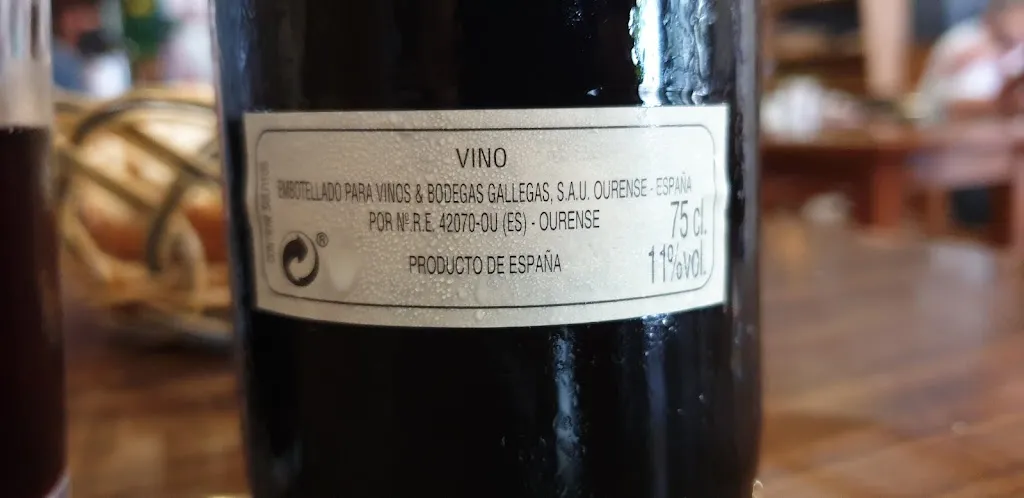 VINO
EMBOTELLADO PARA VINOS & BODEGAS GALLEGAS, S.A.U. OURENSE - ESPAÑA
POR Nº.R.E. 42070-OU (ES) - OURENSE
75 cl.
PRODUCTO DE ESPAÑA
11%vol.
®